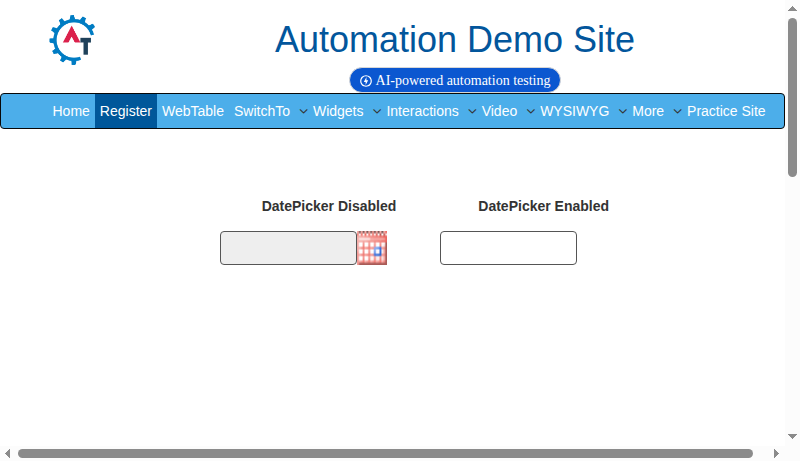 AT
Automation Demo Site
AI-powered automation testing
Home Register WebTable SwitchTo Widgets Interactions Video WYSIWYG More Practice Site
DatePicker Disabled DatePicker Enabled